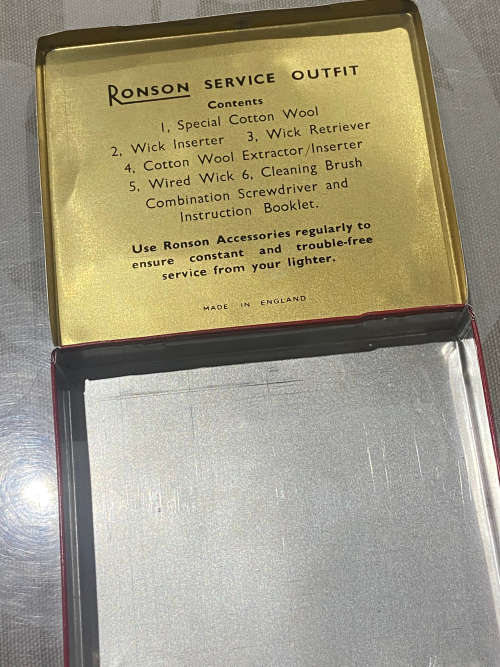 RONSON SERVICE OUTFIT
Contents
1, Special Cotton Wool
2, Wick Inserter 3, Wick Retriever
4, Cotton Wool Extractor/Inserter
5, Wired Wick 6, Cleaning Brush
Combination Screwdriver and
Instruction Booklet.
Use Ronson Accessories regularly to
ensure constant and trouble-free
service from your lighter.
MADE IN ENGLAND